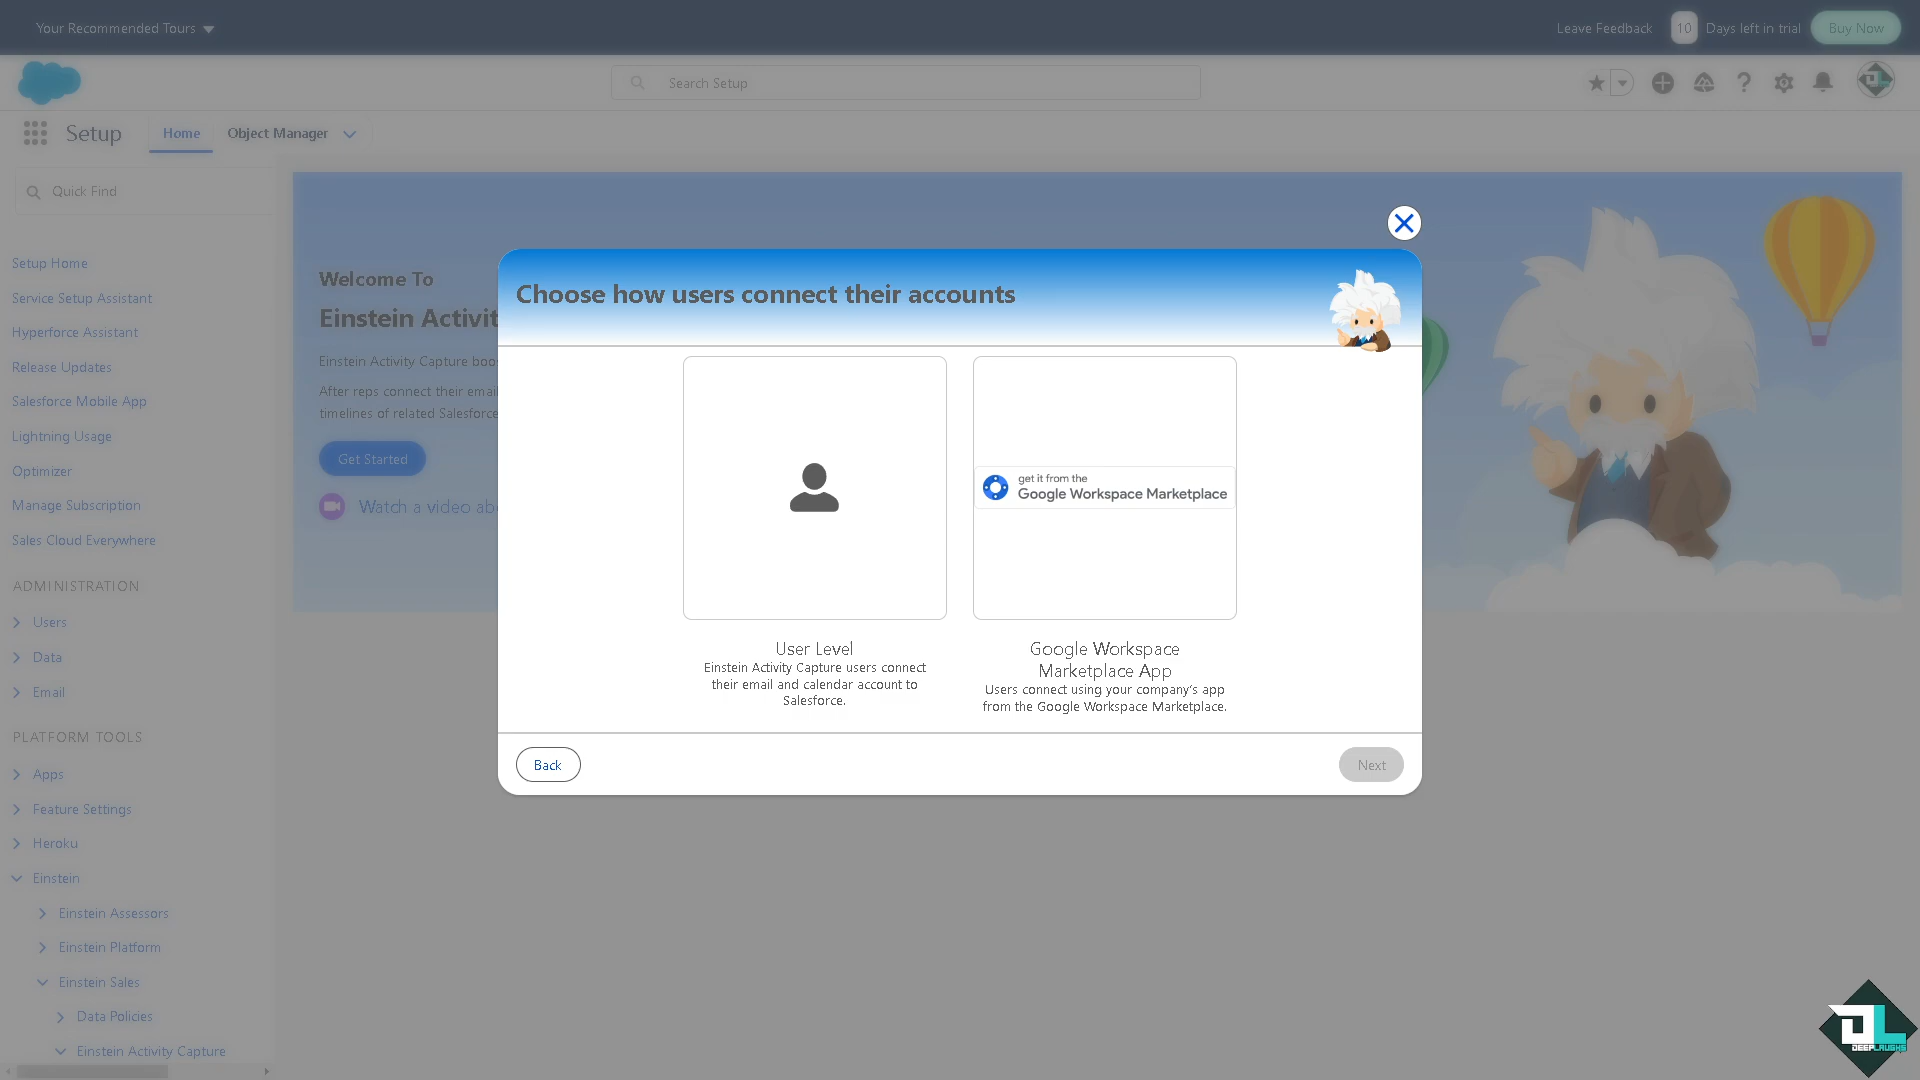 Your Recommended Tours
Leave Feedback
10
Days left in trial
Buy Now
Search Setup
Setup
Home
Object Manager
Quick Find
Setup Home
Service Setup Assistant
Hyperforce Assistant
Release Updates
Salesforce Mobile App
Lightning Usage
Optimizer
Manage Subscription
Sales Cloud Everywhere
ADMINISTRATION
Users
Data
Email
PLATFORM TOOLS
Apps
Feature Settings
Heroku
Einstein
Einstein Assessors
Einstein Platform
Einstein Sales
Data Policies
Einstein Activity Capture
Welcome To
Einstein Activit
Einstein Activity Capture boo
After reps connect their email
timelines of related Salesforce
Get Started
Watch a video abo
Choose how users connect their accounts
get it from the
Google Workspace Marketplace
User Level
Einstein Activity Capture users connect
their email and calendar account to
Salesforce.
Google Workspace
Marketplace App
Users connect using your company's app
from the Google Workspace Marketplace.
Back
Next
DL
DEEPLAUGHS